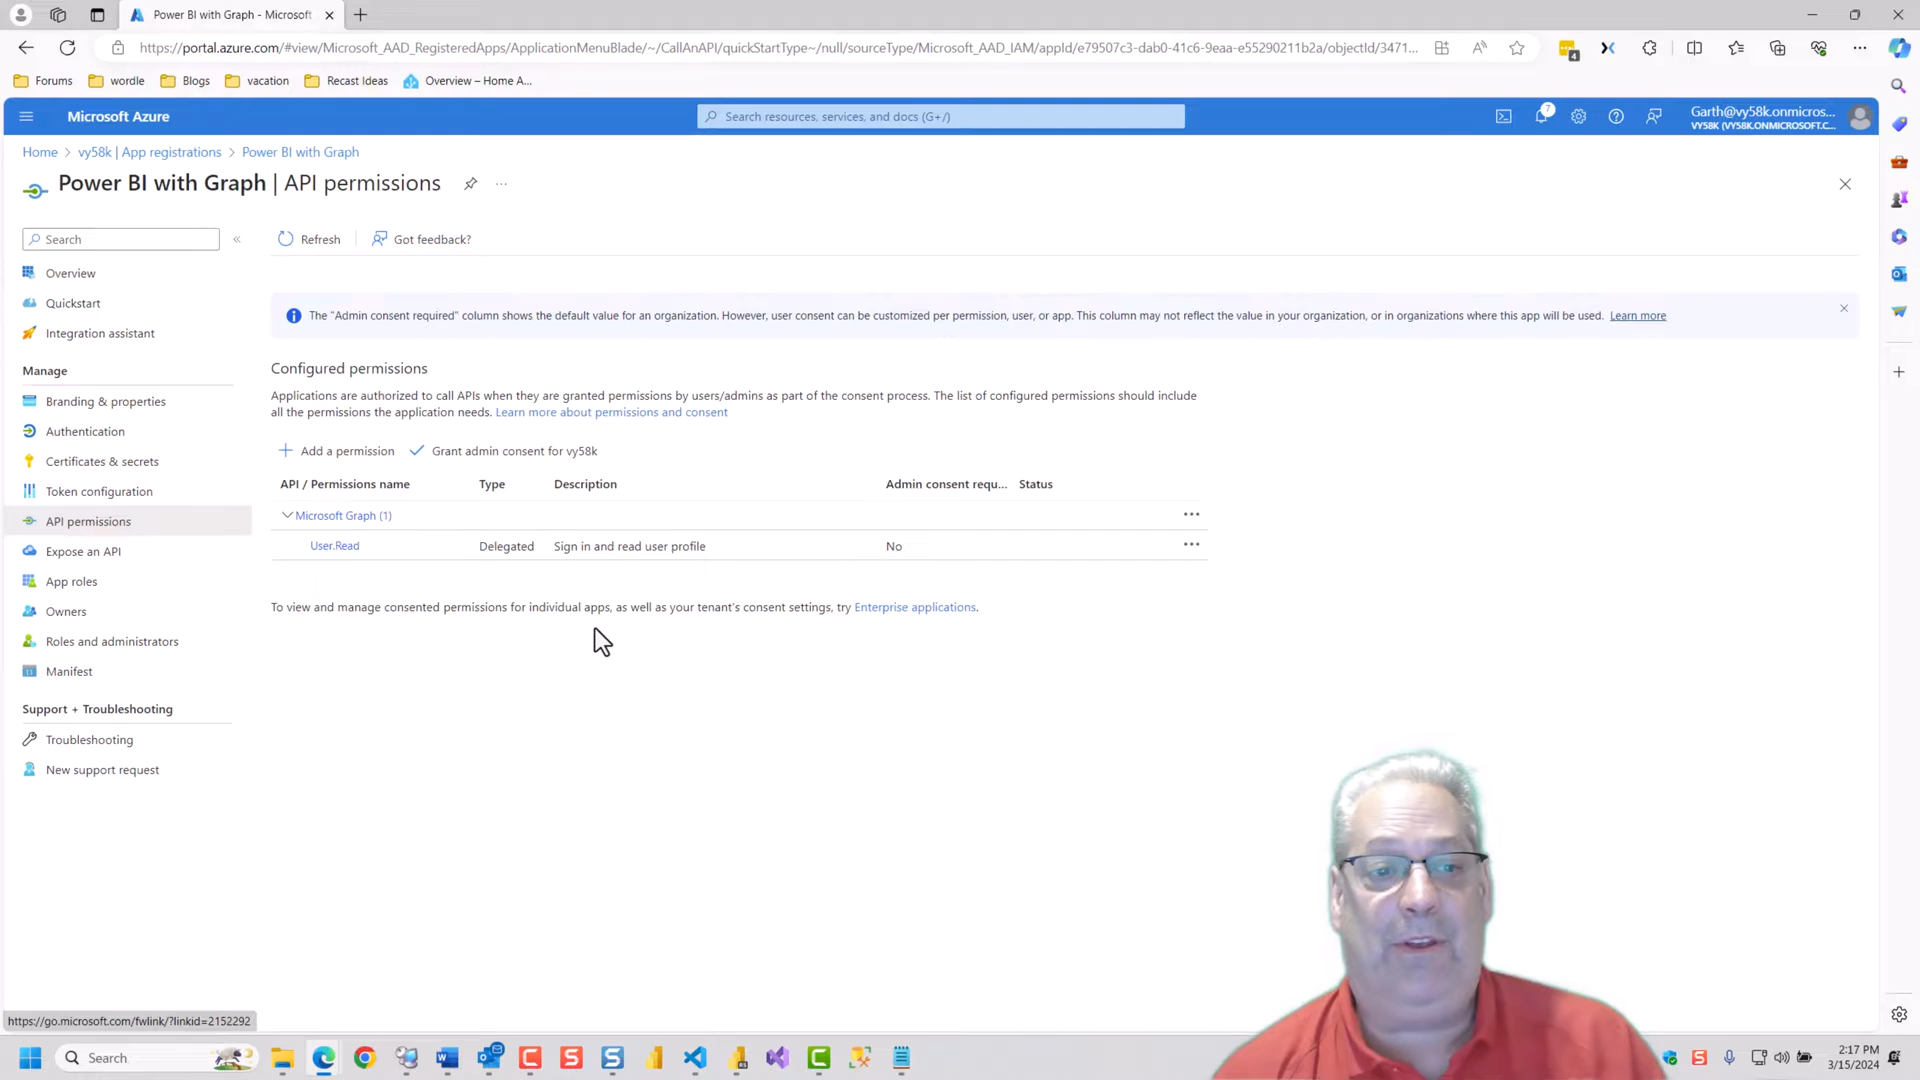 Power BI with Graph - Microsoft
https://portal.azure.com/#view/Microsoft_AAD_RegisteredApps/ApplicationMenuBlade/~/CallAnAPI/quickStartType~/null/sourceType/Microsoft_AAD_IAM/appId/e79507c3-dab0-41c6-9eaa-e55290211b2a/objectId/3471...
4
Forums
wordle
Blogs
vacation
Recast Ideas
Overview – Home A...
Microsoft Azure
Search resources, services, and docs (G+/)
7
Garth@vy58k.onmicros...
VY58K (VY58K.ONMICROSOFT.C...
Home > vy58k | App registrations > Power BI with Graph
Power BI with Graph | API permissions
Search
Refresh
Got feedback?
Overview
Quickstart
Integration assistant
Manage
Branding & properties
Authentication
Certificates & secrets
Token configuration
API permissions
Expose an API
App roles
Owners
Roles and administrators
Manifest
Support + Troubleshooting
Troubleshooting
New support request
The "Admin consent required" column shows the default value for an organization. However, user consent can be customized per permission, user, or app. This column may not reflect the value in your organization, or in organizations where this app will be used. Learn more
Configured permissions
Applications are authorized to call APIs when they are granted permissions by users/admins as part of the consent process. The list of configured permissions should include
all the permissions the application needs. Learn more about permissions and consent
Add a permission
Grant admin consent for vy58k
API / Permissions name Type Description Admin consent requ... Status
Microsoft Graph (1)
User.Read Delegated Sign in and read user profile No
To view and manage consented permissions for individual apps, as well as your tenant's consent settings, try Enterprise applications.
https://go.microsoft.com/fwlink/?linkid=2152292
Search
2:17 PM
3/15/2024